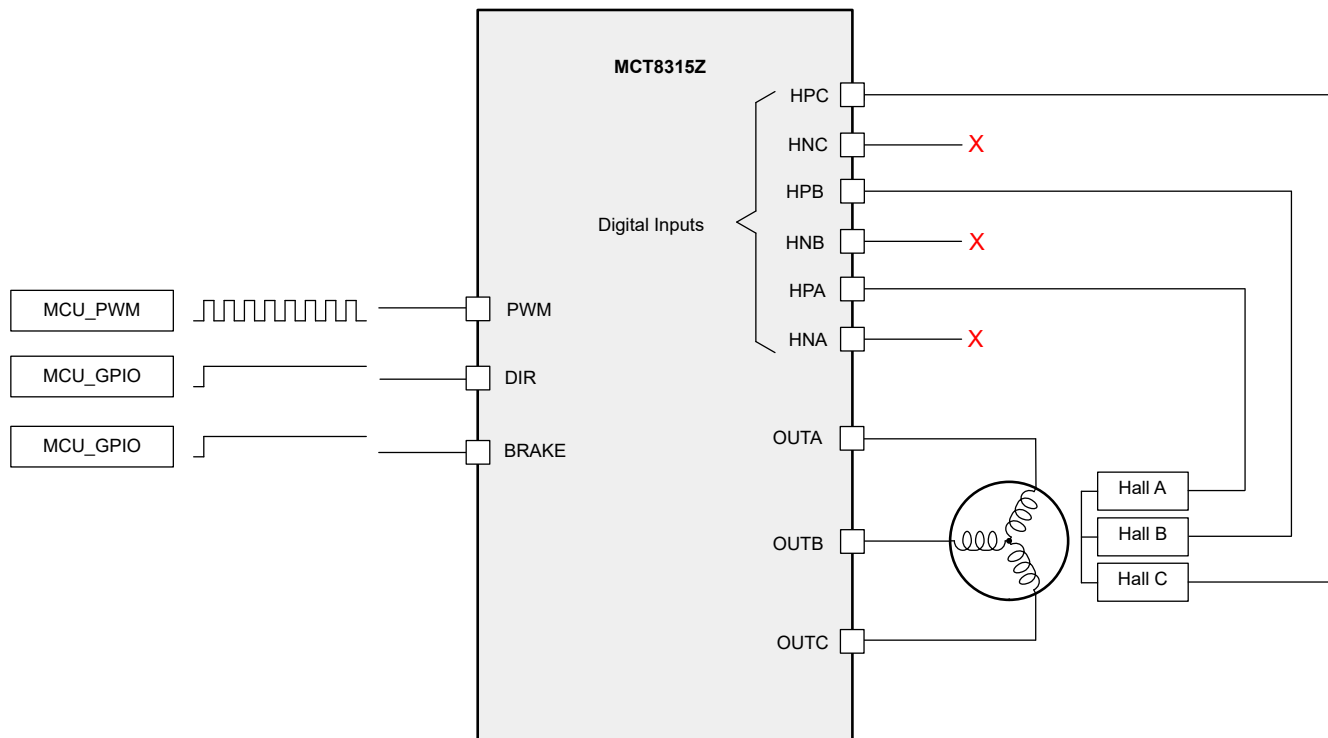 MCT8315Z
HPC
HNC
X
HPB
Digital Inputs
HNB
X
HPA
MCU_PWM
PWM
HNA
X
MCU_GPIO
DIR
OUTA
MCU_GPIO
BRAKE
Hall A
Hall B
OUTB
Hall C
OUTC